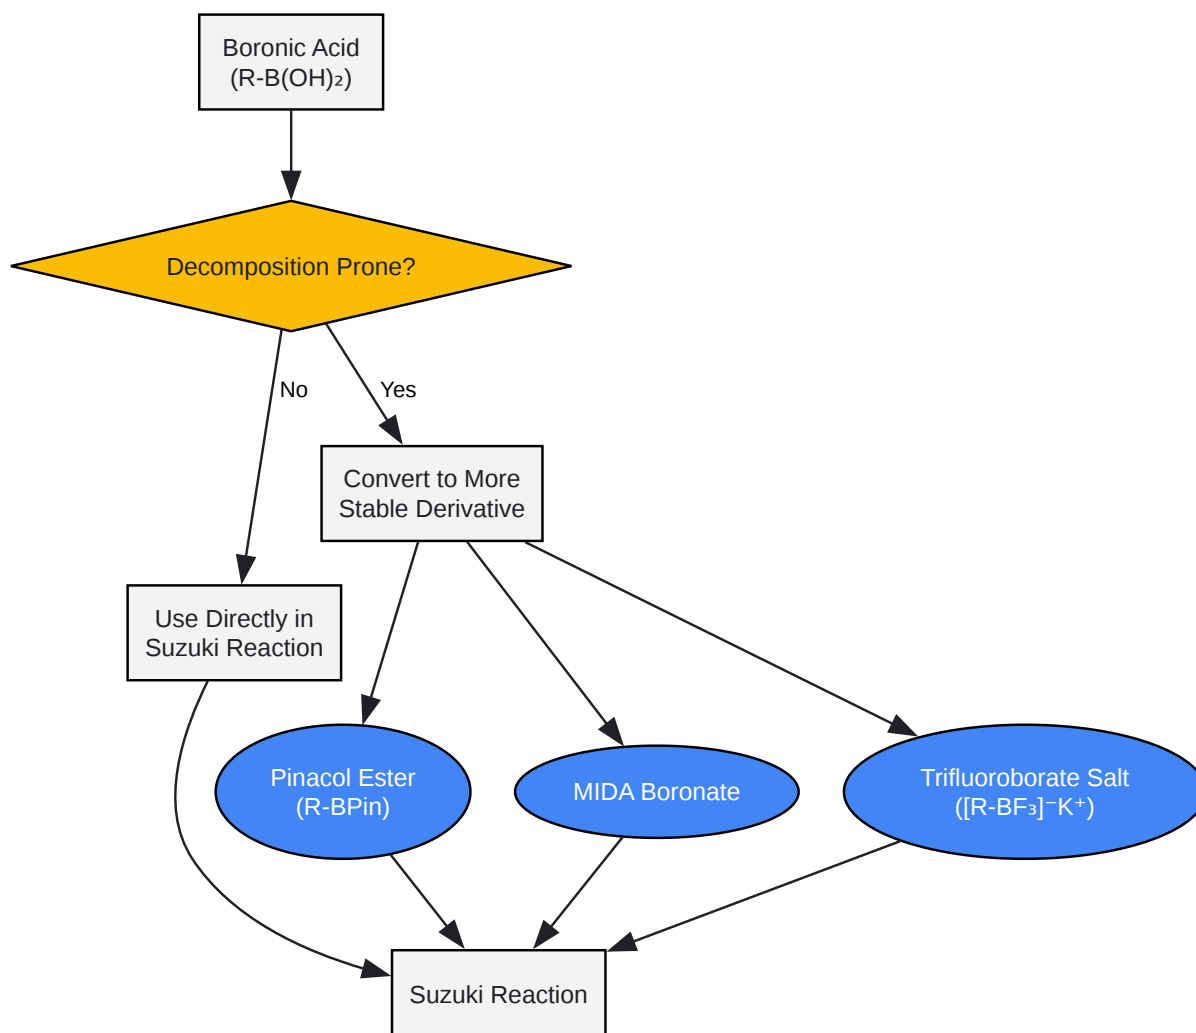 Boronic Acid
(R-B(OH)₂)
Decomposition Prone?
No
Yes
Convert to More
Stable Derivative
Use Directly in
Suzuki Reaction
Pinacol Ester
(R-BPin)
MIDA Boronate
Trifluoroborate Salt
([R-BF₃]⁻K⁺)
Suzuki Reaction